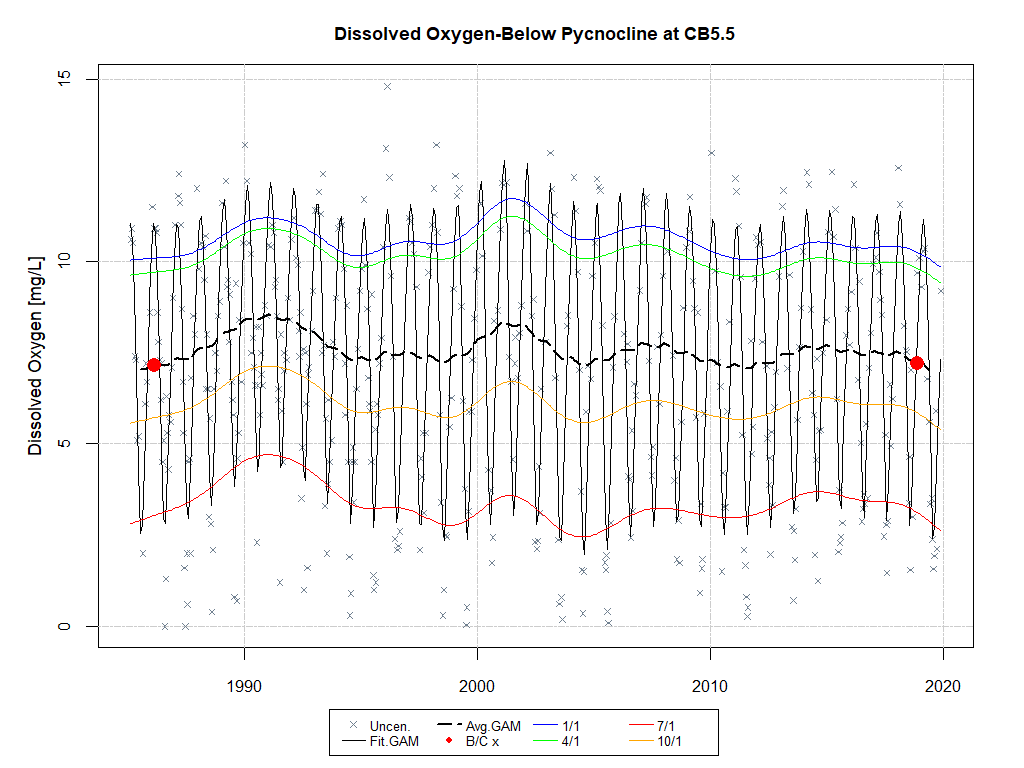 Dissolved Oxygen-Below Pycnocline at CB5.5
Dissolved Oxygen [mg/L]
15
10
5
0
1990 2000 2010 2020
Uncen. Avg.GAM 1/1 7/1
Fit.GAM B/C x 4/1 10/1